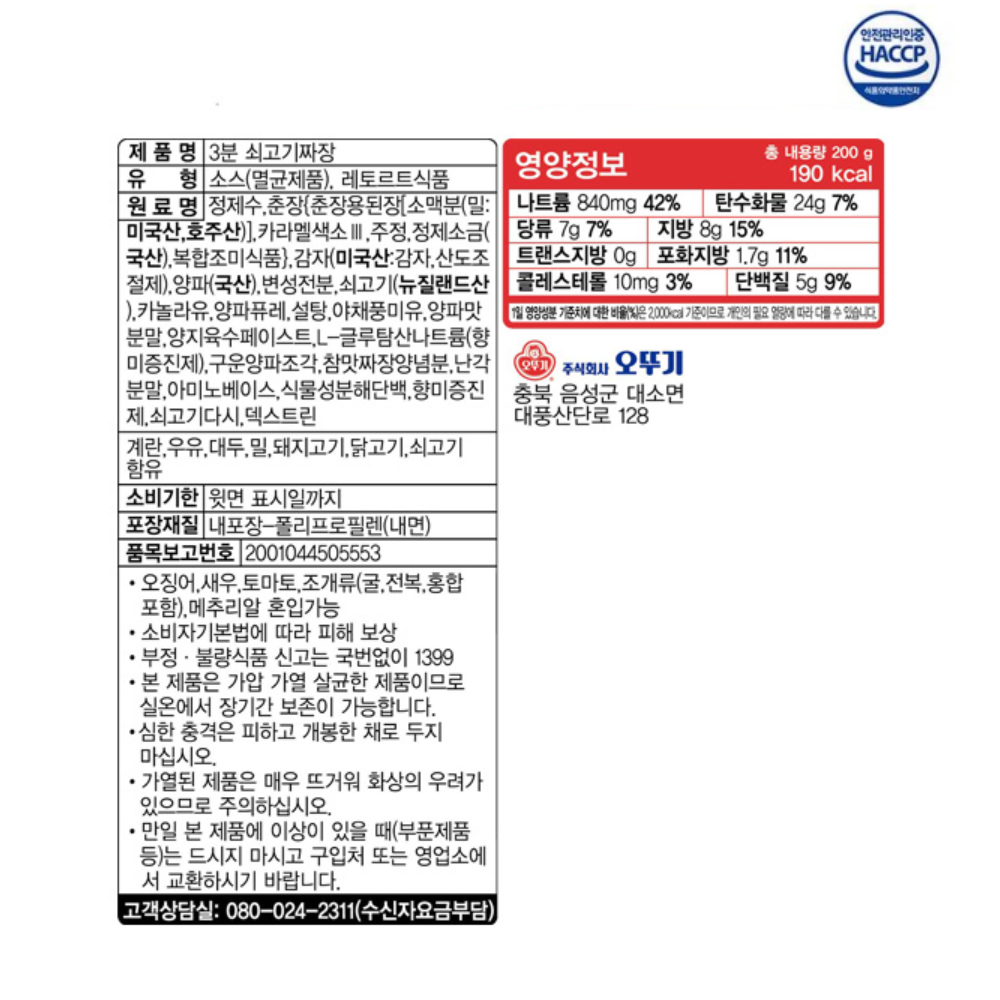 안전관리인증
HACCP
식품의약품안전처
제 품 명 3분 쇠고기짜장
유 형 소스(멸균제품), 레토르트식품
원 료 명 정제수,춘장{춘장용된장[소맥분(밀:
미국산,호주산)],카라멜색소Ⅲ,주정,정제소금(
국산),복합조미식품},감자(미국산:감자,산도조
절제),양파(국산),변성전분,쇠고기(뉴질랜드산
),카놀라유,양파퓨레,설탕,야채풍미유,양파맛
분말,양지육수페이스트,L-글루탐산나트륨(향
미증진제),구운양파조각,참맛짜장양념분,난각
분말,아미노베이스,식물성분해단백,향미증진
제,쇠고기다시,덱스트린
계란,우유,대두,밀,돼지고기,닭고기,쇠고기
함유
소비기한 윗면 표시일까지
포장재질 내포장-폴리프로필렌(내면)
품목보고번호 2001044505553
• 오징어,새우,토마토,조개류(굴,전복,홍합
포함),메추리알 혼입가능
• 소비자기본법에 따라 피해 보상
• 부정 · 불량식품 신고는 국번없이 1399
• 본 제품은 가압 가열 살균한 제품이므로
실온에서 장기간 보존이 가능합니다.
•심한 충격은 피하고 개봉한 채로 두지
마십시오.
• 가열된 제품은 매우 뜨거워 화상의 우려가
있으므로 주의하십시오.
• 만일 본 제품에 이상이 있을 때(부푼제품
등)는 드시지 마시고 구입처 또는 영업소에
서 교환하시기 바랍니다.
고객상담실: 080-024-2311(수신자요금부담)
영양정보
총 내용량 200 g
190 kcal
나트륨 840mg 42% 탄수화물 24g 7%
당류 7g 7% 지방 8g 15%
트랜스지방 0g 포화지방 1.7g 11%
콜레스테롤 10mg 3% 단백질 5g 9%
1일 영양성분 기준치에 대한 비율(%)은 2,000kcal 기준이므로 개인의 필요 열량에 따라 다를 수 있습니다.
오뚜기 주식회사 오뚜기
충북 음성군 대소면
대풍산단로 128